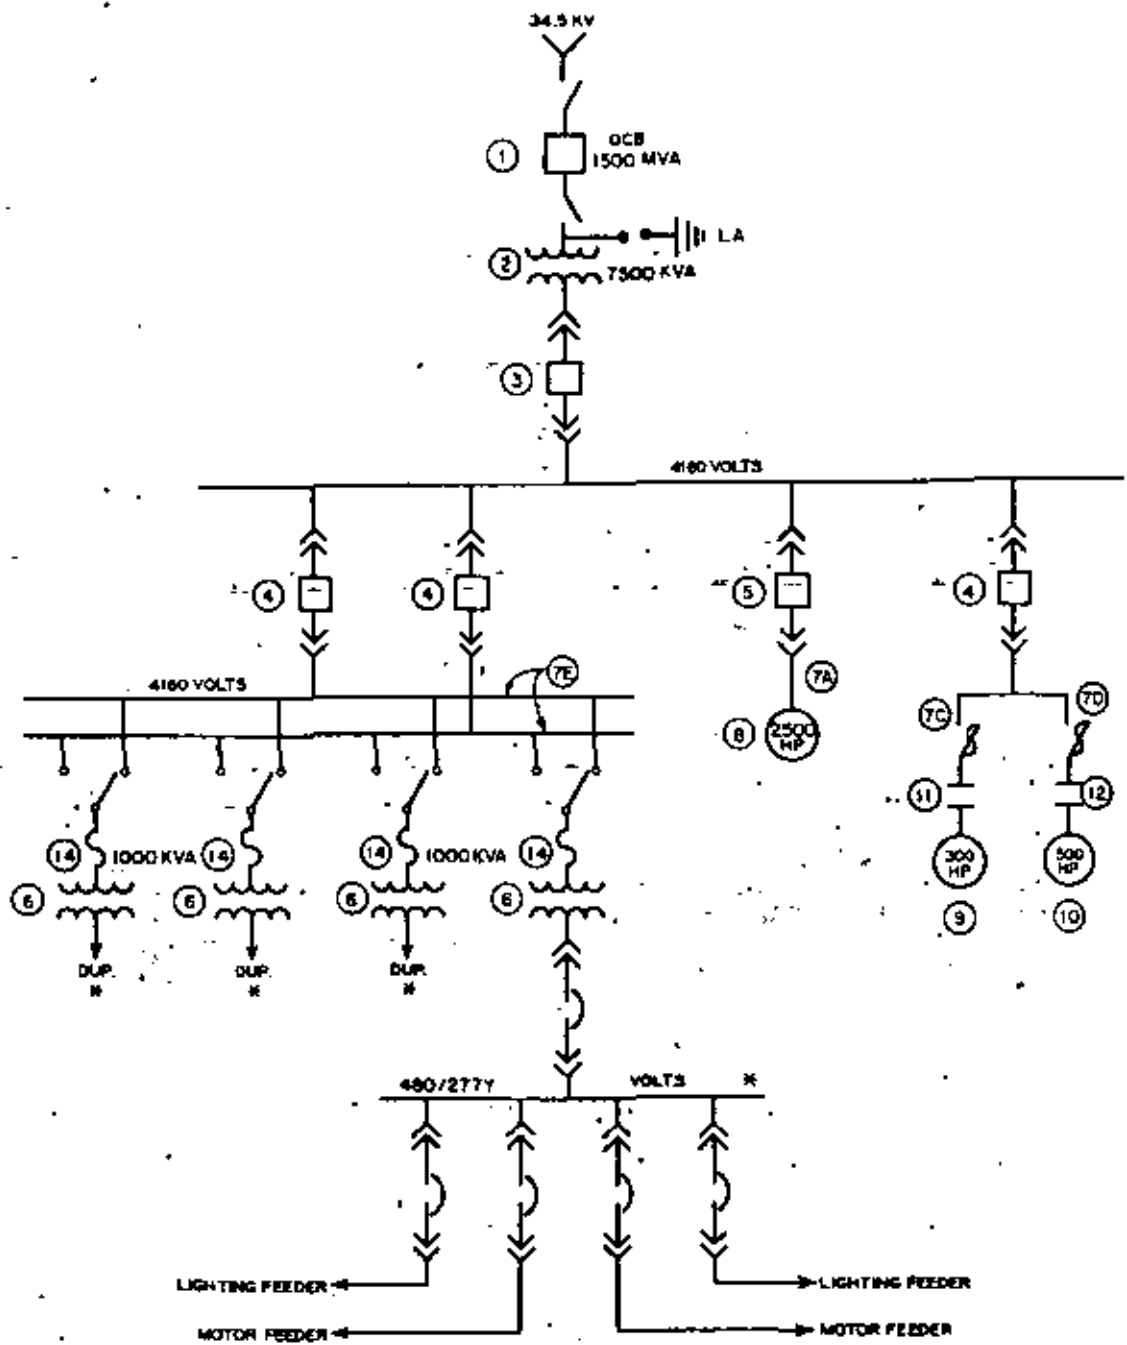 34.5 KV
1
OCB
1500 MVA
L.A
2
7500 KVA
3
4160 VOLTS
4
4
5
4
7E
4160 VOLTS
7A
7C
7D
8
2500
HP
11
12
14
1000 KVA
14
14
1000 KVA
14
300
HP
500
HP
6
6
6
6
9
10
DUP.
*
DUP.
*
DUP.
*
480/277Y
VOLTS
*
LIGHTING FEEDER
LIGHTING FEEDER
MOTOR FEEDER
MOTOR FEEDER